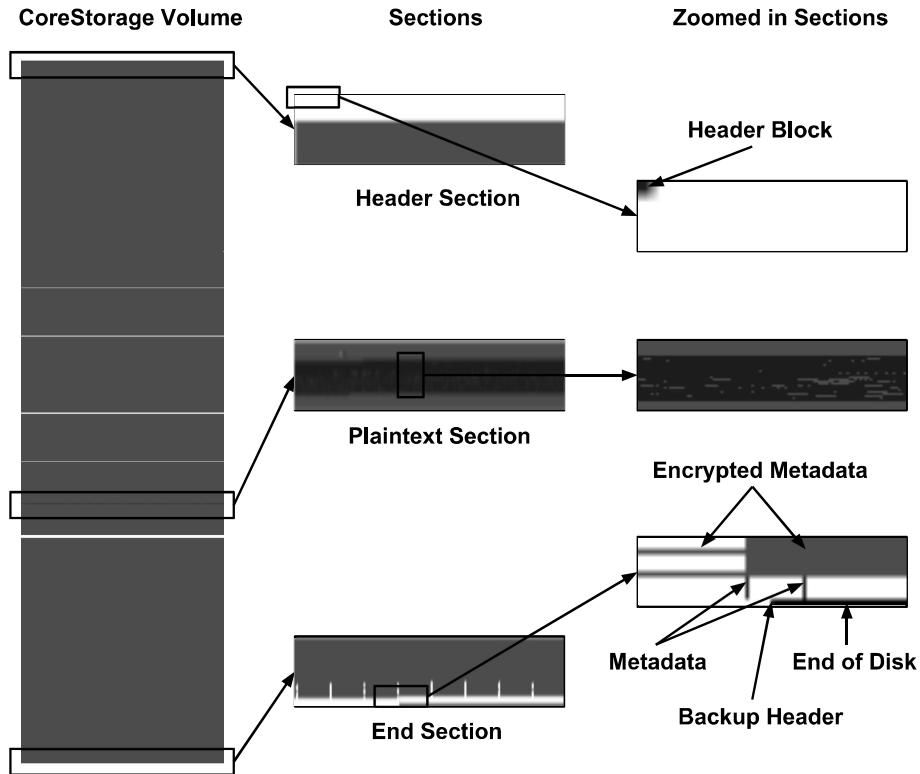 CoreStorage Volume
Sections
Zoomed in Sections
Header Block
Header Section
Plaintext Section
Encrypted Metadata
Metadata
End of Disk
Backup Header
End Section